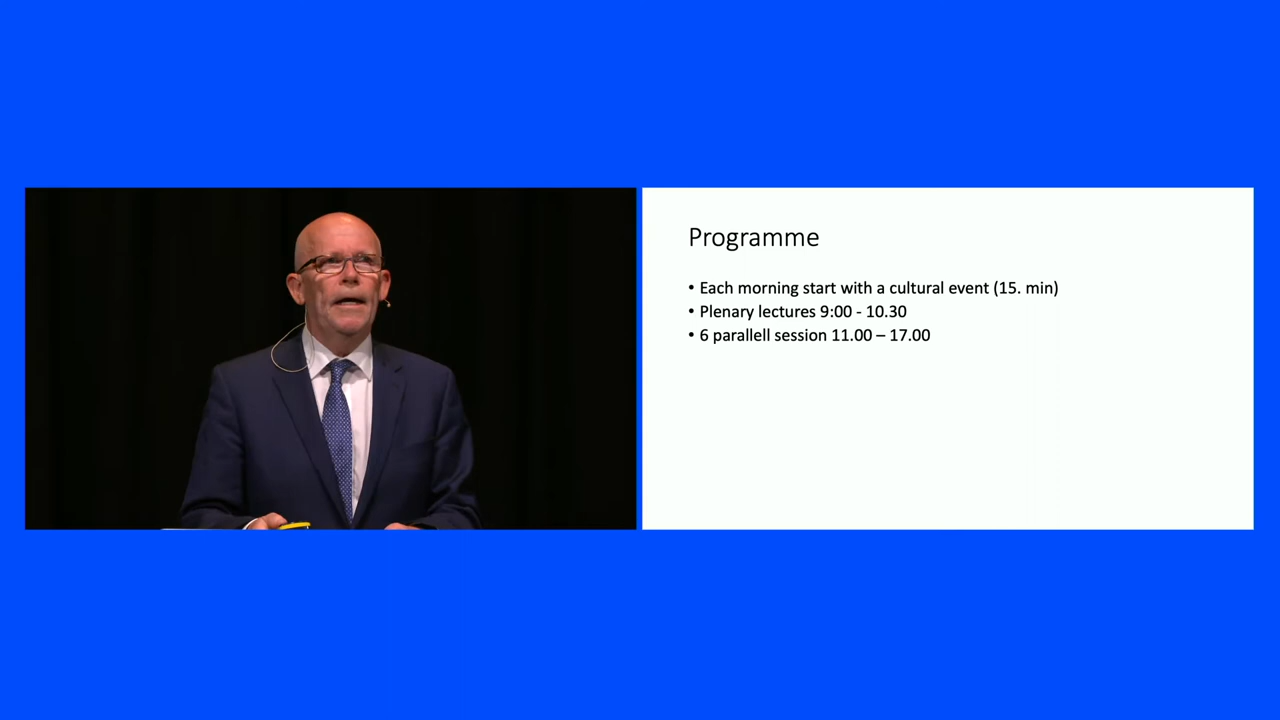 Programme
• Each morning start with a cultural event (15. min)
• Plenary lectures 9:00 - 10.30
• 6 parallell session 11.00 – 17.00